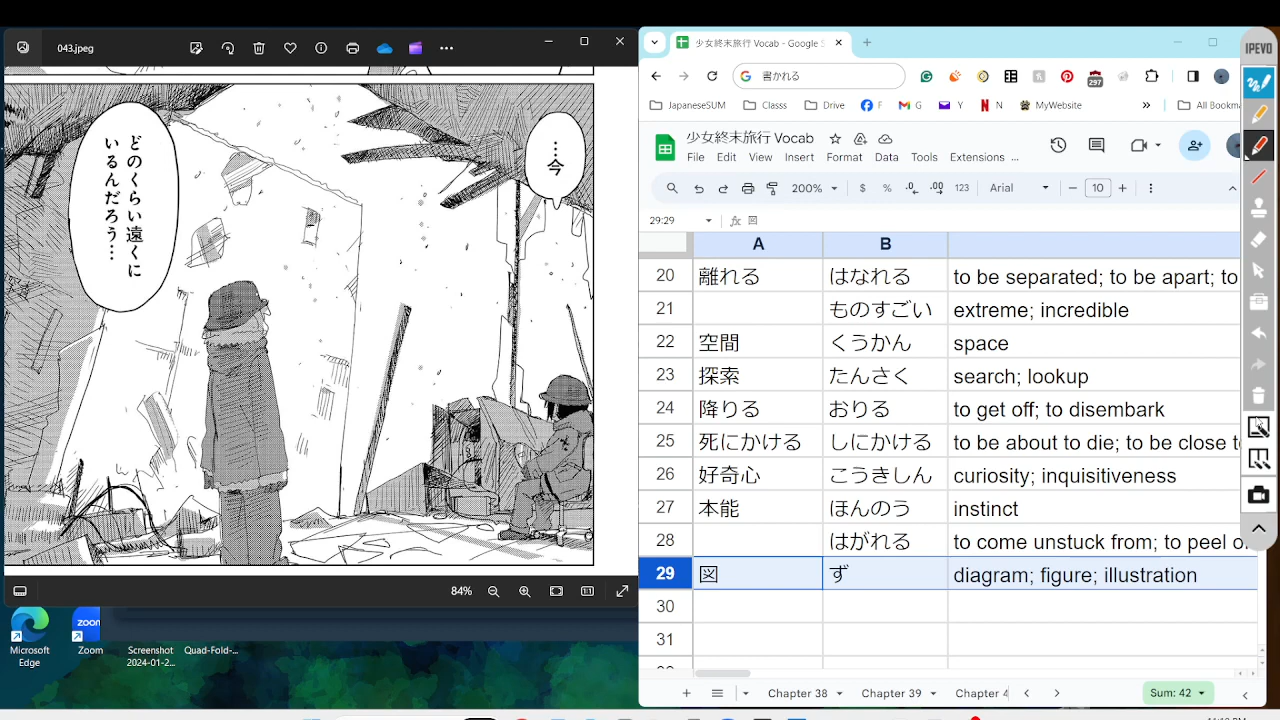 043.jpeg
…今
どのくらい遠くに
いるんだろう…
84%
Microsoft Edge
Zoom
zoom
Screenshot 2024-01-2...
Quad-Fold-...
少女終末旅行 Vocab - Google S
書かれる
297
JapaneseSUM
Classs
Drive
F
G
Y
N
MyWebsite
»
All Bookma
少女終末旅行 Vocab
File Edit View Insert Format Data Tools Extensions ...
200% $ % .0 .00 123 Arial 10
29:29 fx 図
A B
20 離れる はなれる to be separated; to be apart; to
21 ものすごい extreme; incredible
22 空間 くうかん space
23 探索 たんさく search; lookup
24 降りる おりる to get off; to disembark
25 死にかける しにかける to be about to die; to be close to
26 好奇心 こうきしん curiosity; inquisitiveness
27 本能 ほんのう instinct
28 はがれる to come unstuck from; to peel o
29 図 ず diagram; figure; illustration
30
31
Chapter 38 Chapter 39 Chapter 4
Sum: 42
IPEVO